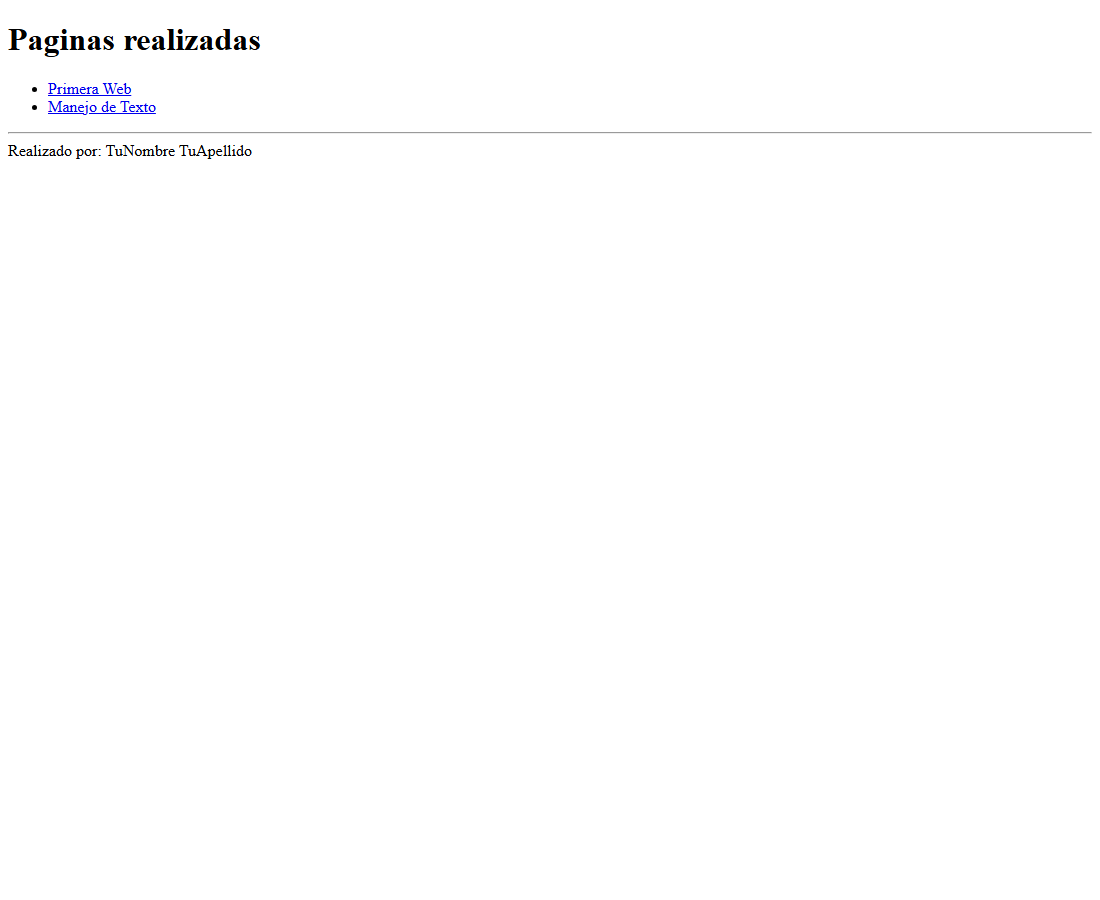 Paginas realizadas
Primera Web
Manejo de Texto
Realizado por: TuNombre TuApellido